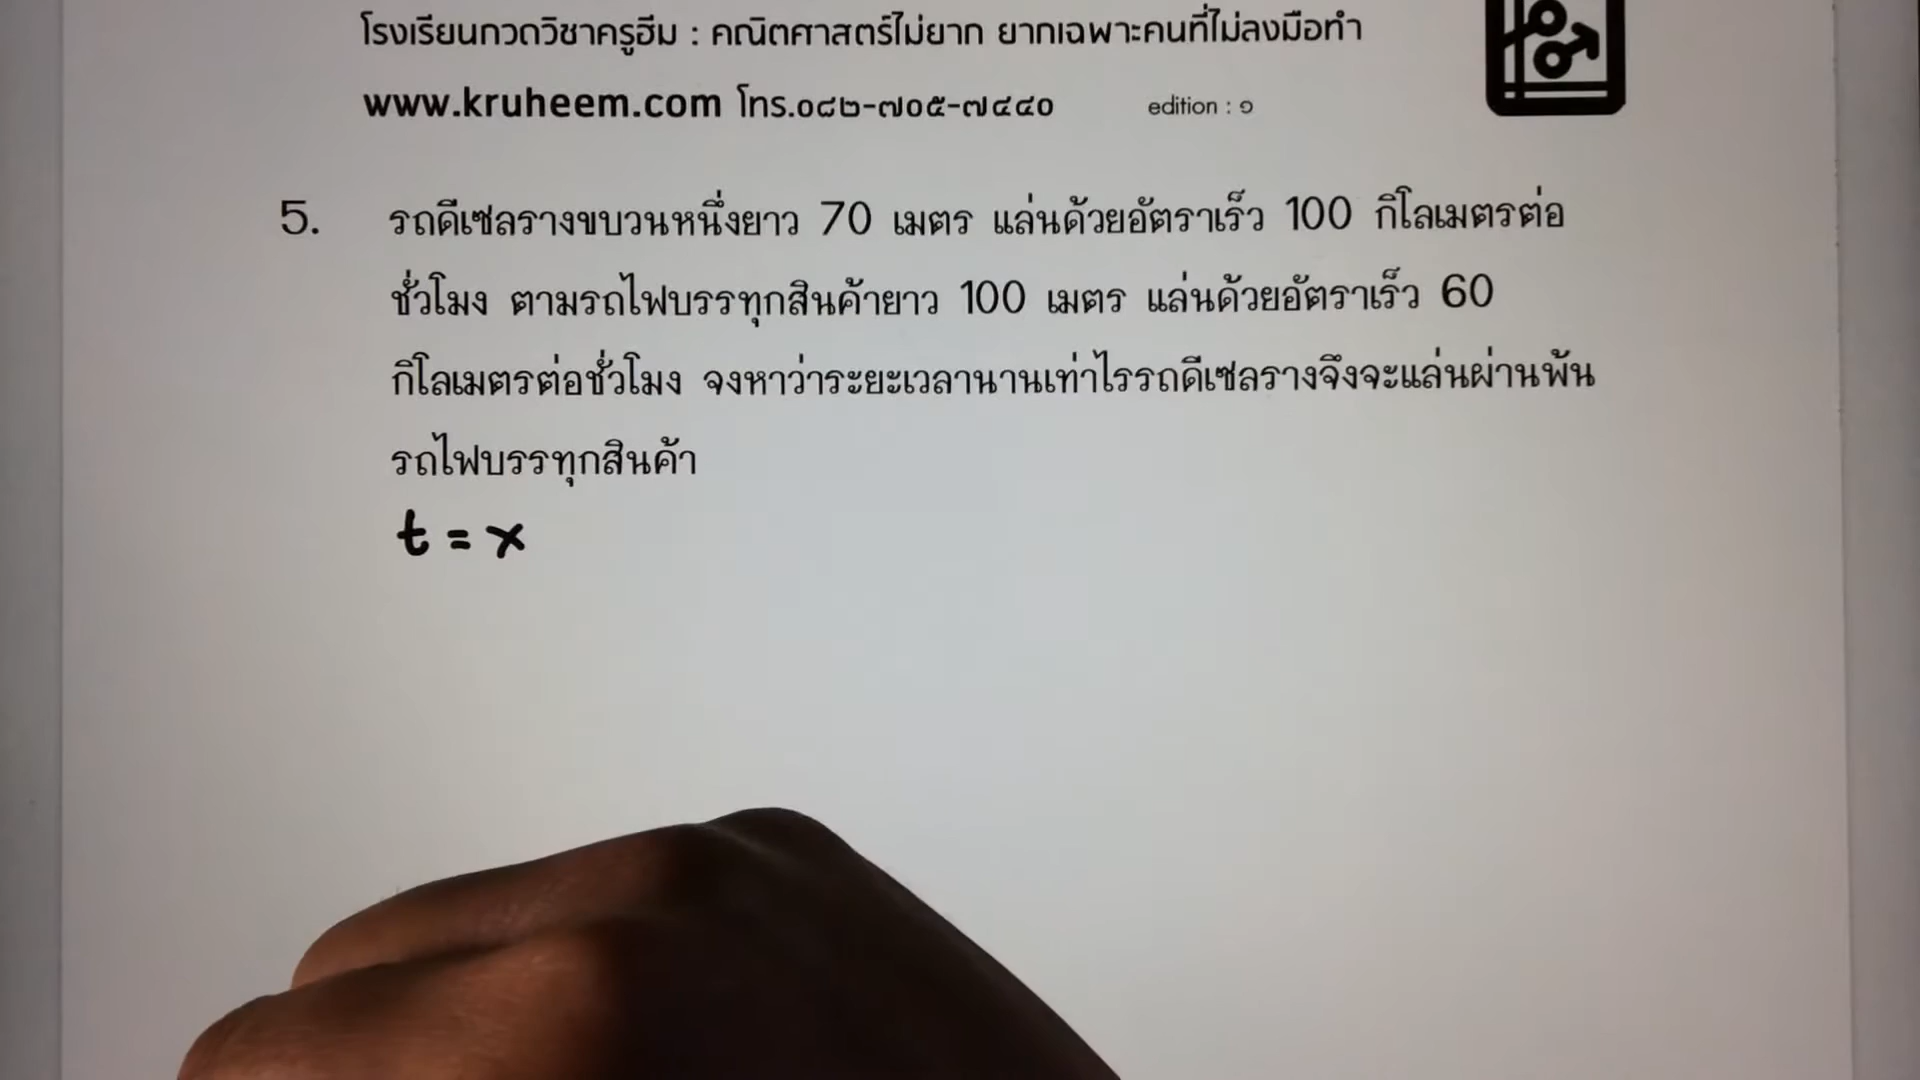 โรงเรียนกวดวิชาครูฮีม : คณิตศาสตร์ไม่ยาก ยากเฉพาะคนที่ไม่ลงมือทำ
www.kruheem.com โทร.๐๘๒-๗๐๕-๗๔๔๐ edition : ๑
5. รถดีเซลรางขบวนหนึ่งยาว 70 เมตร แล่นด้วยอัตราเร็ว 100 กิโลเมตรต่อ
ชั่วโมง ตามรถไฟบรรทุกสินค้ายาว 100 เมตร แล่นด้วยอัตราเร็ว 60
กิโลเมตรต่อชั่วโมง จงหาว่าระยะเวลานานเท่าไรรถดีเซลรางจึงจะแล่นผ่านพ้น
รถไฟบรรทุกสินค้า
t = x